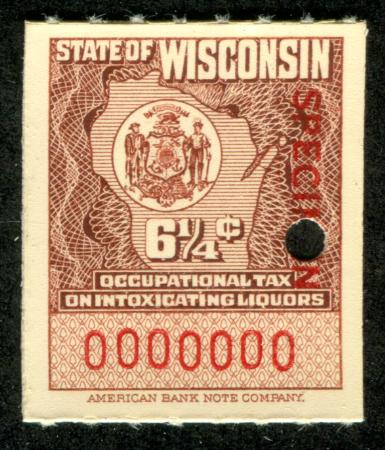 STATE OF WISCONSIN
SPECIMEN
6¼¢
OCCUPATIONAL TAX
ON INTOXICATING LIQUORS
0000000
AMERICAN BANK NOTE COMPANY.